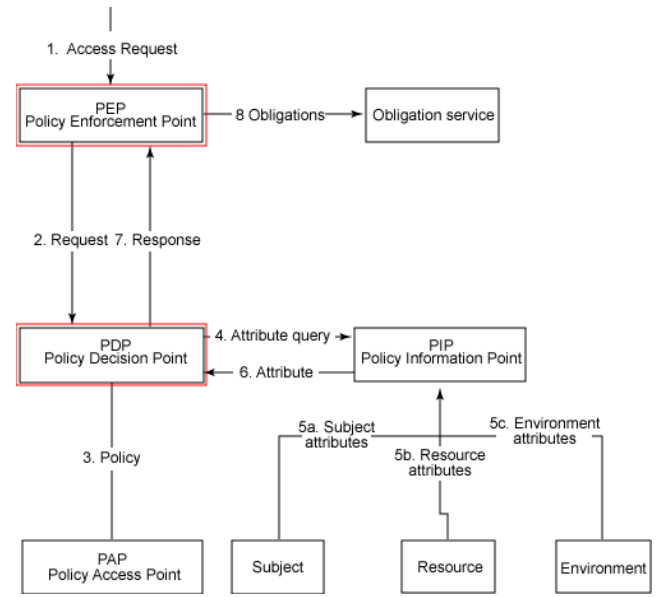 1. Access Request
PEP
Policy Enforcement Point
8 Obligations
Obligation service
2. Request
7. Response
PDP
Policy Decision Point
4. Attribute query
6. Attribute
PIP
Policy Information Point
3. Policy
5a. Subject
attributes
5b. Resource
attributes
5c. Environment
attributes
PAP
Policy Access Point
Subject
Resource
Environment